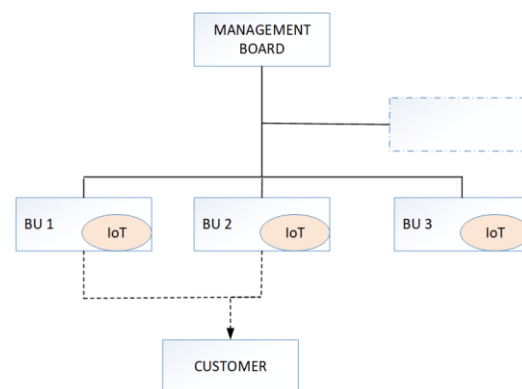 MANAGEMENT
BOARD
BU 1
IoT
BU 2
IoT
BU 3
IoT
CUSTOMER